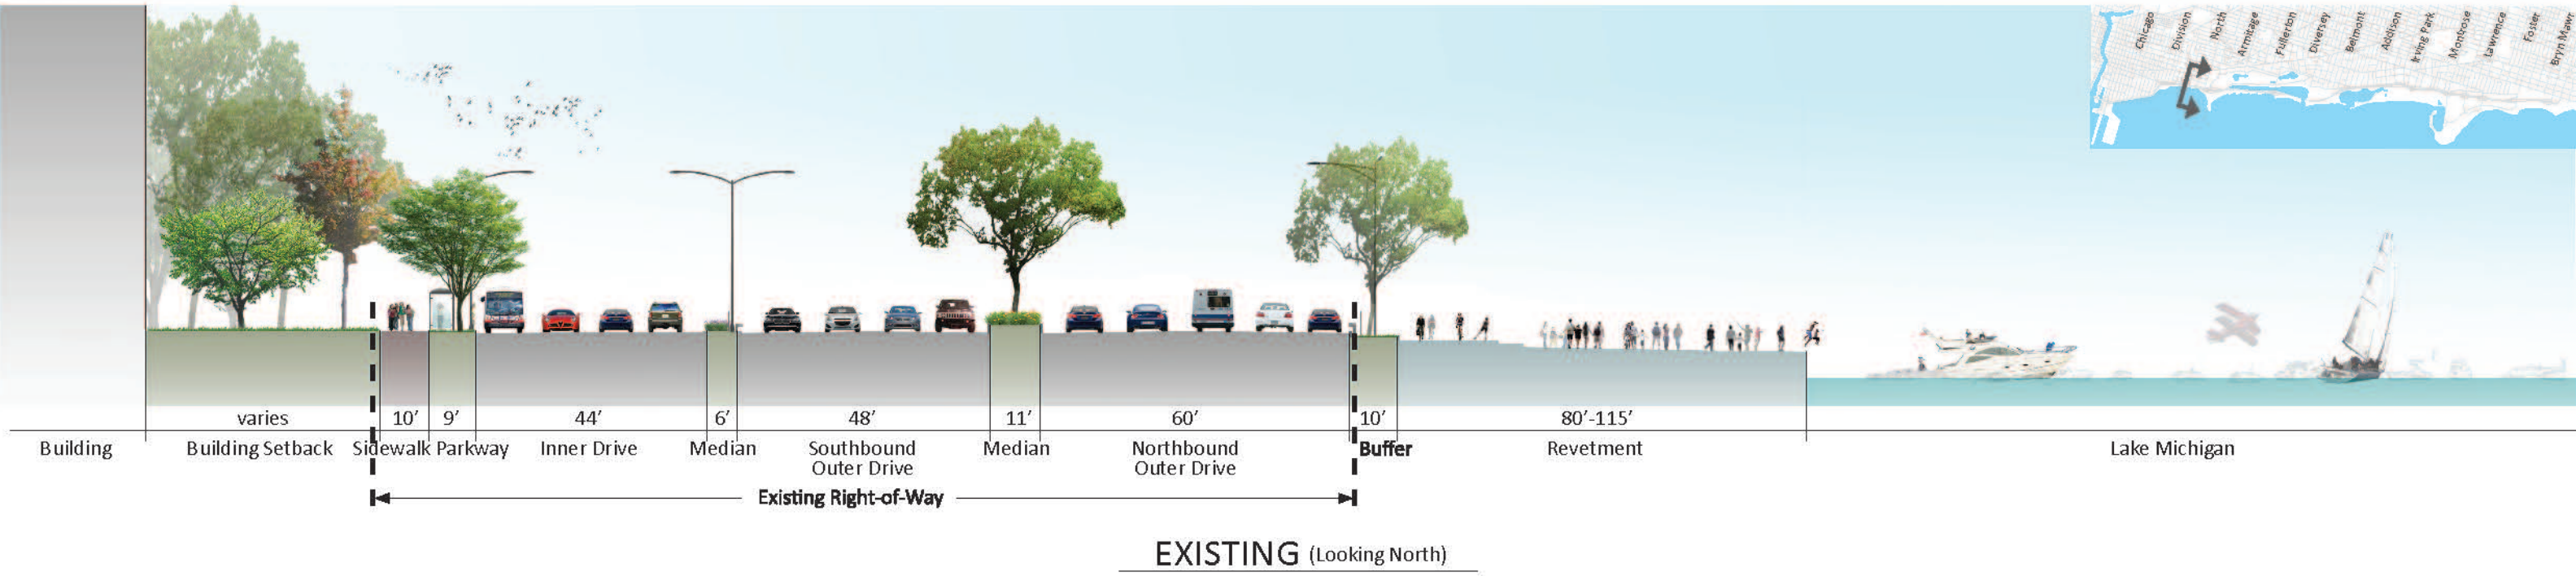 Chicago
Division
North
Armitage
Fullerton
Diversey
Belmont
Addison
Irving Park
Montrose
Lawrence
Foster
Bryn Mawr
varies
10’
9’
44’
6’
48’
11’
60’
10’
80’-115’
Building
Building Setback
Sidewalk
Parkway
Inner Drive
Median
Southbound
Outer Drive
Median
Northbound
Outer Drive
Buffer
Revetment
Lake Michigan
Existing Right-of-Way
EXISTING (Looking North)